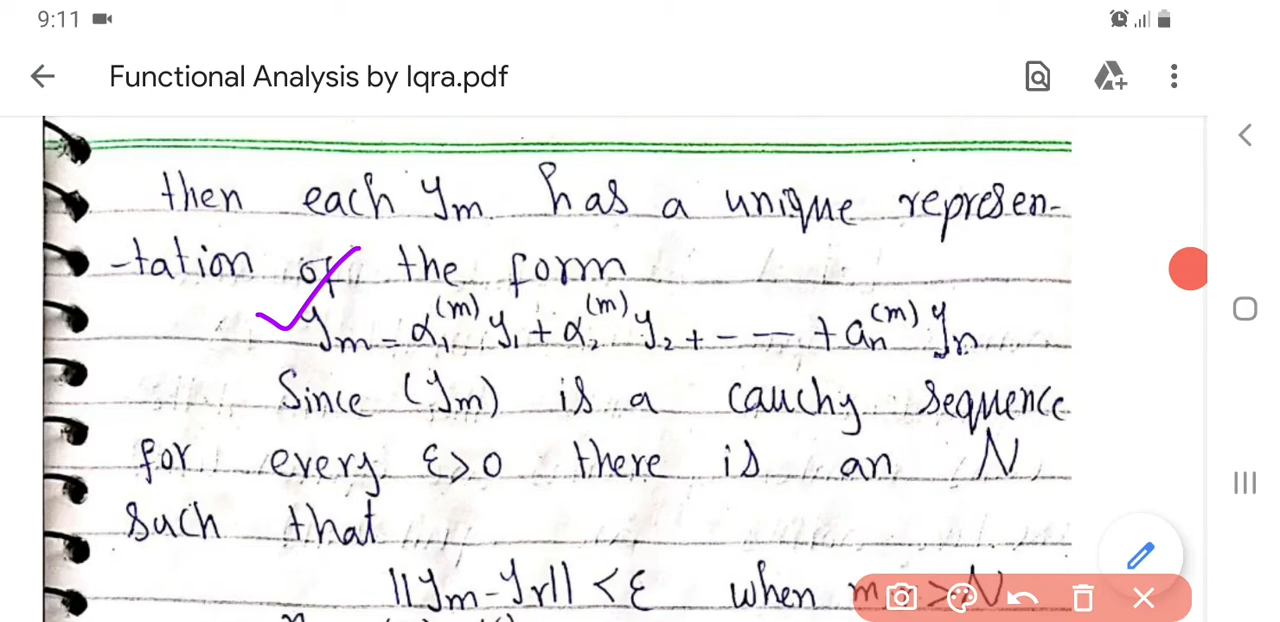 9:11
Functional Analysis by Iqra.pdf
then each ym has a unique represen-
-tation of the form
ym = α₁^(m) y₁ + α₂^(m) y₂ + - — + an^(m) yn
Since (ym) is a cauchy sequence
for every ε>0 there is an N
such that
||ym-yr|| <ε when m >N